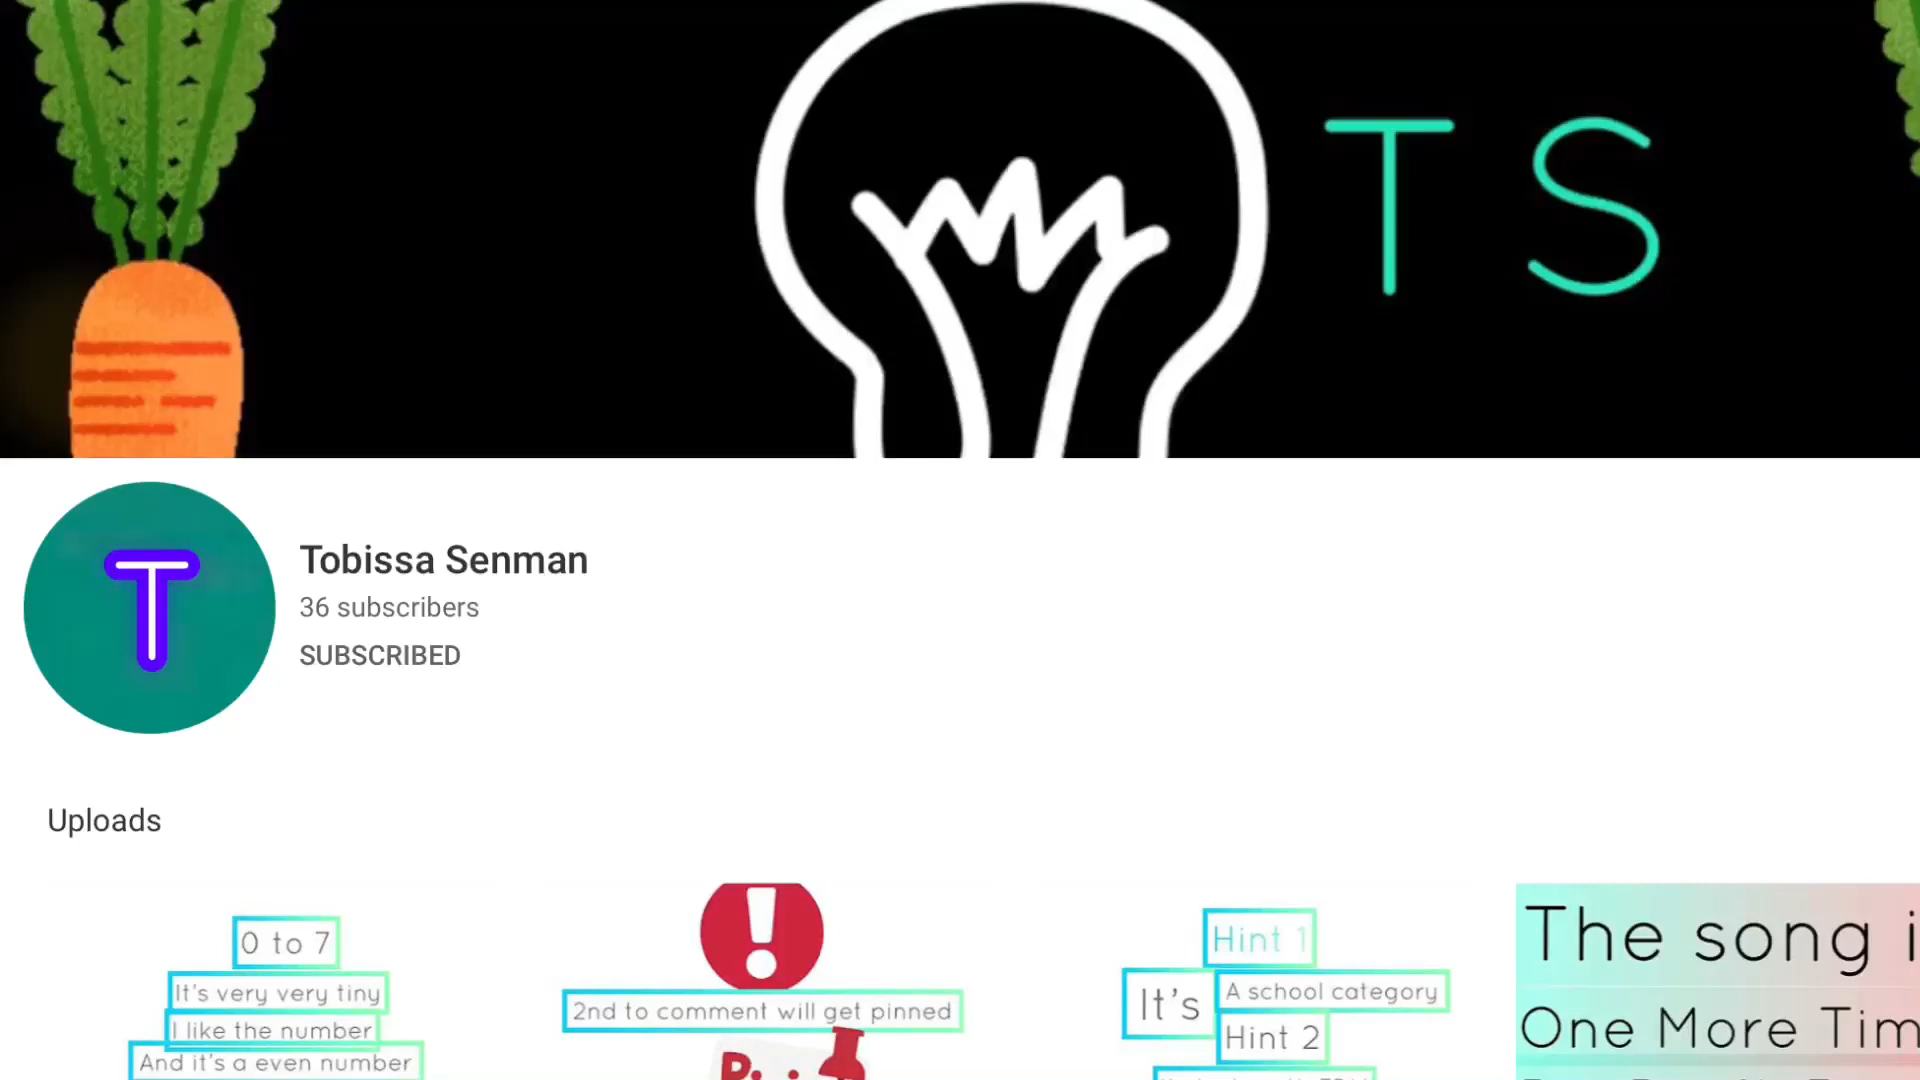 T S
T
Tobissa Senman
36 subscribers
SUBSCRIBED
Uploads
0 to 7
It's very very tiny
I like the number
And it's a even number
!
2nd to comment will get pinned
Hint 1
It's
A school category
Hint 2
The song i
One More Tim